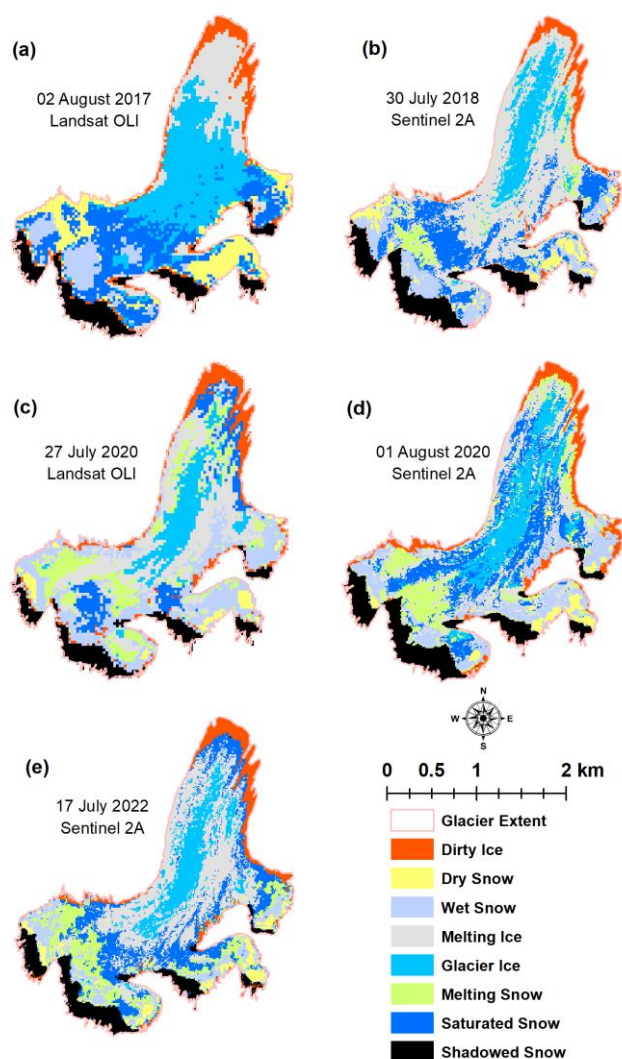 (a)
02 August 2017
Landsat OLI
(b)
30 July 2018
Sentinel 2A
(c)
27 July 2020
Landsat OLI
(d)
01 August 2020
Sentinel 2A
N
W E
S
(e)
17 July 2022
Sentinel 2A
0 0.5 1 2 km
Glacier Extent
Dirty Ice
Dry Snow
Wet Snow
Melting Ice
Glacier Ice
Melting Snow
Saturated Snow
Shadowed Snow